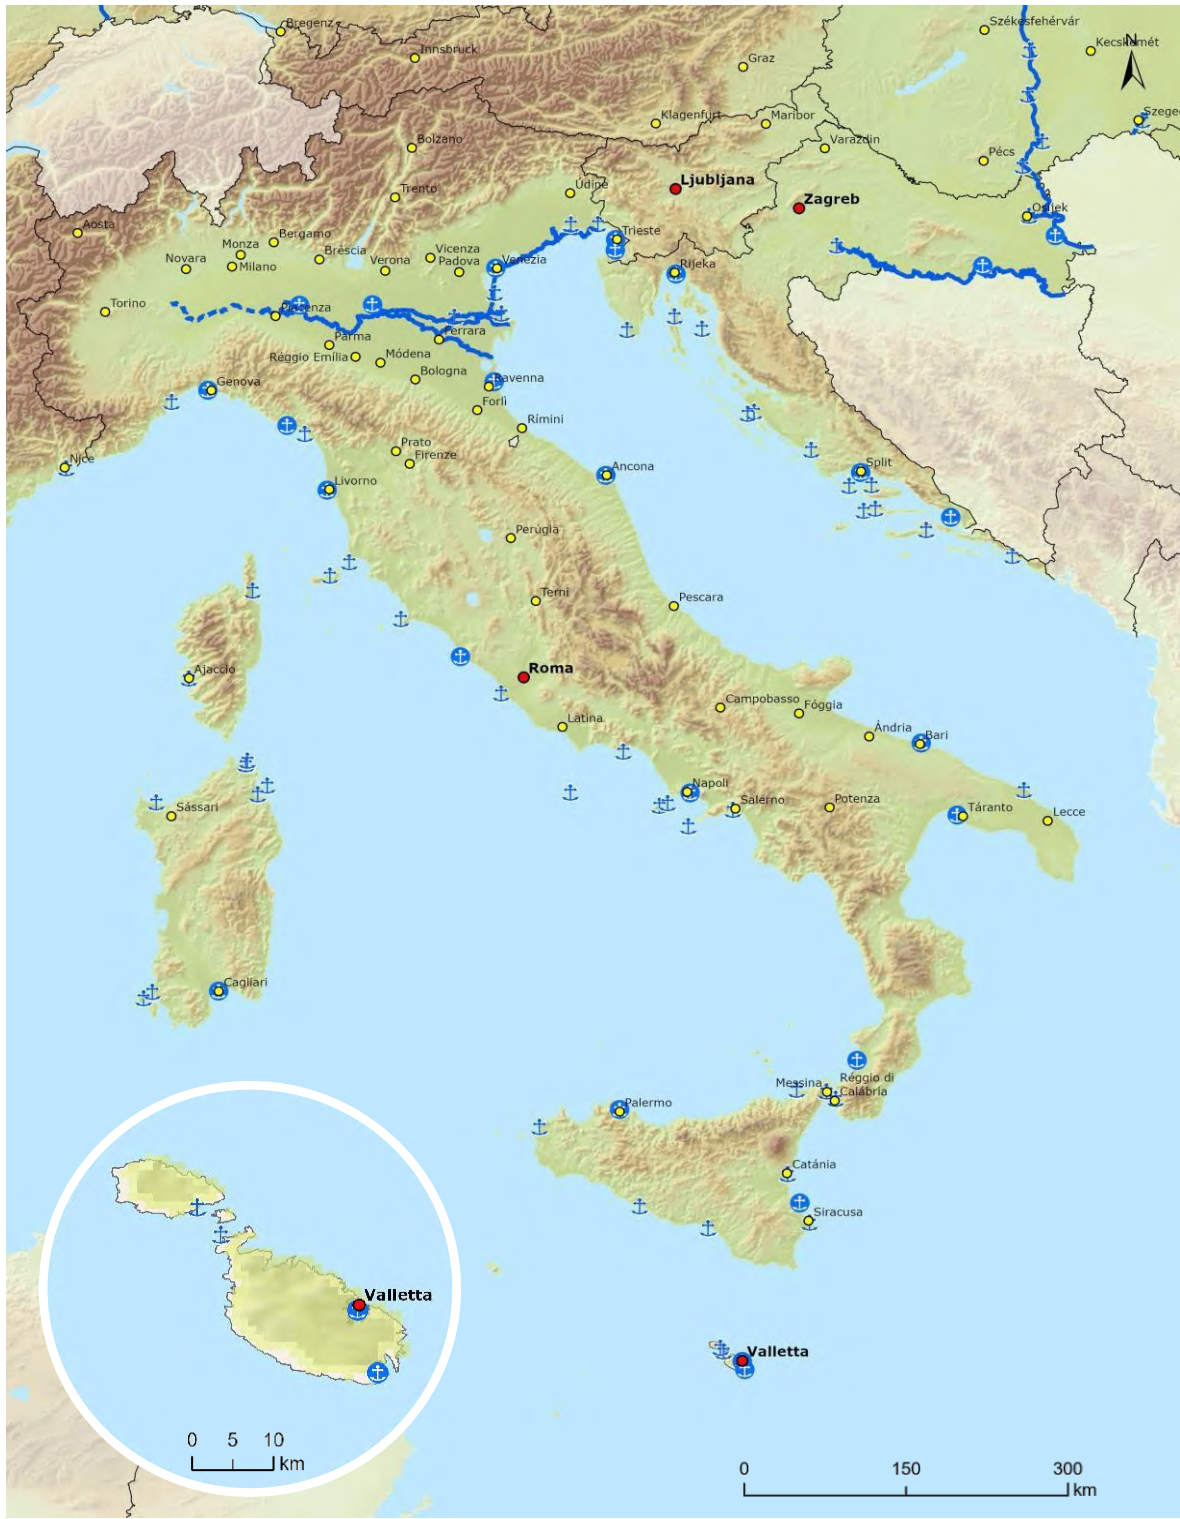 Bregenz
Székesfehérvár
N
Kecskemét
Innsbruck
Graz
Klagenfurt
Maribor
Szege
Bolzano
Varazdin
Pécs
Ljubljana
Trento
Udine
Zagreb
Osijek
Aosta
Trieste
Bergamo
Monza
Bréscia
Vicenza
Novara
Milano
Verona
Padova
Venezia
Rijeka
Torino
Piacenza
Parma
Ferrara
Réggio Emília
Módena
Bologna
Ravenna
Genova
Forlì
Rímini
Prato
Firenze
Nice
Ancona
Split
Livorno
Perúgia
Terni
Pescara
Ajaccio
Roma
Campobasso
Fóggia
Latina
Ándria
Bari
Napoli
Sássari
Salerno
Potenza
Táranto
Lecce
Cagliari
Messina
Réggio di
Calábria
Palermo
Catánia
Siracusa
Valletta
Valletta
0 5 10
km
0 150 300
km